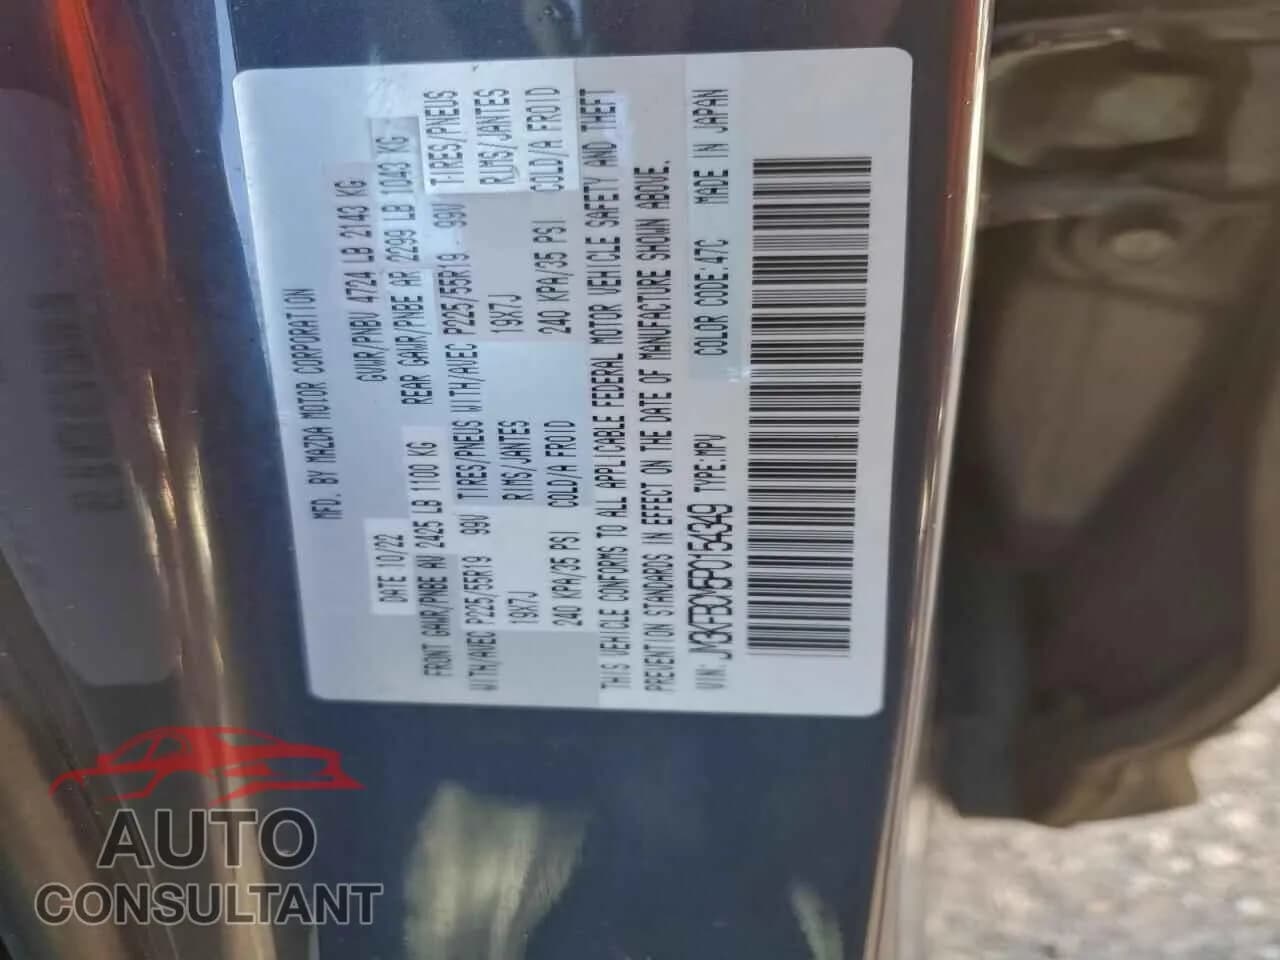 MFD. BY MAZDA MOTOR CORPORATION
DATE 10/22 GVWR/PNBV 4724 LB 2143 KG
FRONT GAWR/PNBE AV 2425 LB 1100 KG REAR GAWR/PNBE AR 2299 LB 1043 KG
WITH/AVEC P225/55R19 99V TIRES/PNEUS WITH/AVEC P225/55R19 99V TIRES/PNEUS
19X7J RIMS/JANTES 19X7J RIMS/JANTES
240 KPA/35 PSI COLD/A FROID 240 KPA/35 PSI COLD/A FROID
THIS VEHICLE CONFORMS TO ALL APPLICABLE FEDERAL MOTOR VEHICLE SAFETY AND THEFT
PREVENTION STANDARDS IN EFFECT ON THE DATE OF MANUFACTURE SHOWN ABOVE.
VIN: TYPE:MPV COLOR CODE:47C MADE IN JAPAN
AUTO
CONSULTANT